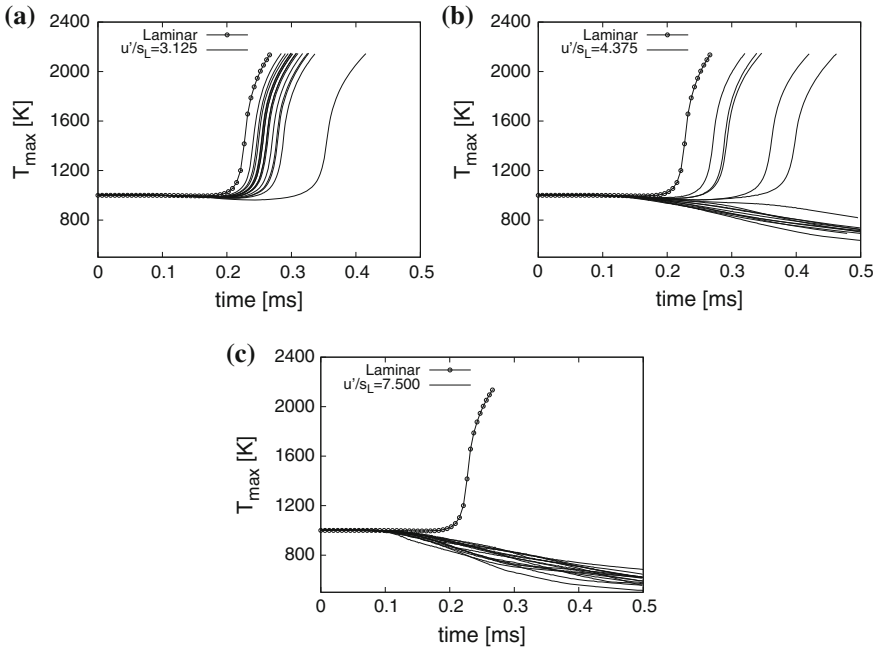 (a)
2400
2000
1600
1200
800
T_max [K]
Laminar
u'/s_L=3.125
0
0.1
0.2
0.3
0.4
0.5
time [ms]
(b)
2400
2000
1600
1200
800
T_max [K]
Laminar
u'/s_L=4.375
0
0.1
0.2
0.3
0.4
0.5
time [ms]
(c)
2400
2000
1600
1200
800
T_max [K]
Laminar
u'/s_L=7.500
0
0.1
0.2
0.3
0.4
0.5
time [ms]